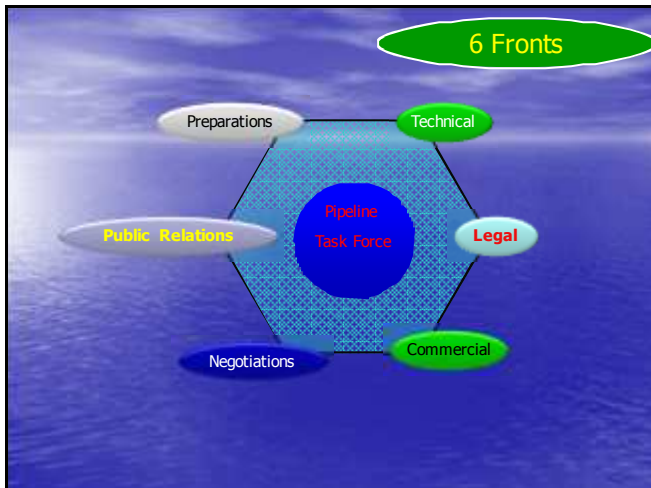 6 Fronts
Preparations
Technical
Pipeline
Task Force
Public Relations
Legal
Negotiations
Commercial